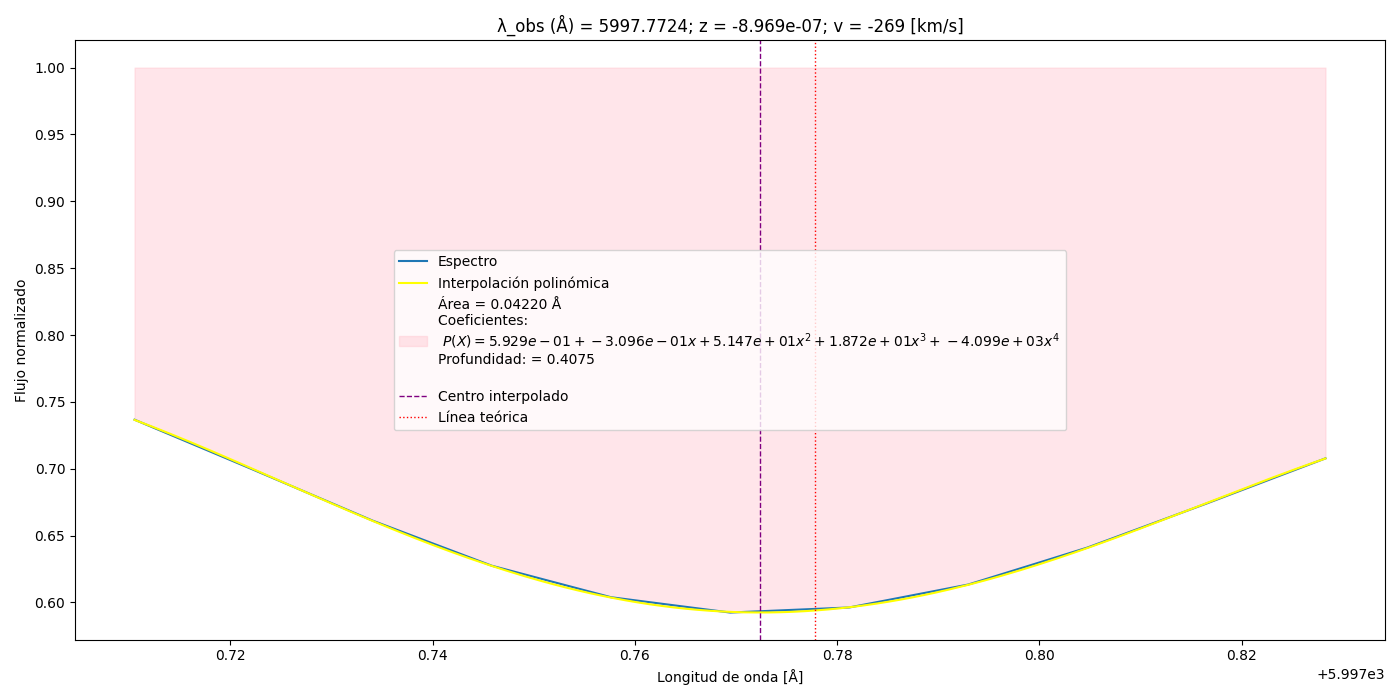 λ_obs (Å) = 5997.7724; z = -8.969e-07; v = -269 [km/s]
Flujo normalizado
1.00
0.95
0.90
0.85
0.80
0.75
0.70
0.65
0.60
Espectro
Interpolación polinómica
Área = 0.04220 Å
Coeficientes:
P(X) = 5.929e − 01 + −3.096e − 01x + 5.147e + 01x² + 1.872e + 01x³ + −4.099e + 03x⁴
Profundidad: = 0.4075
Centro interpolado
Línea teórica
0.72 0.74 0.76 0.78 0.80 0.82
+5.997e3
Longitud de onda [Å]